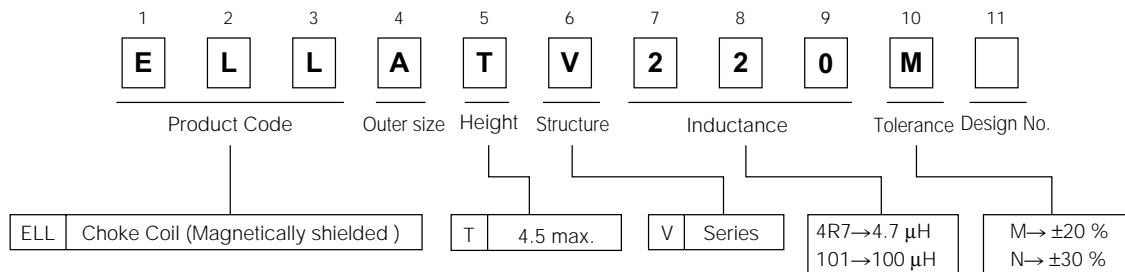 1 2 3 4 5 6 7 8 9 10 11
E L L A T V 2 2 0 M
Product Code Outer size Height Structure Inductance Tolerance Design No.
ELL Choke Coil (Magnetically shielded ) T 4.5 max. V Series 4R7→4.7 μH M→ ±20 %
101→100 μH N→ ±30 %